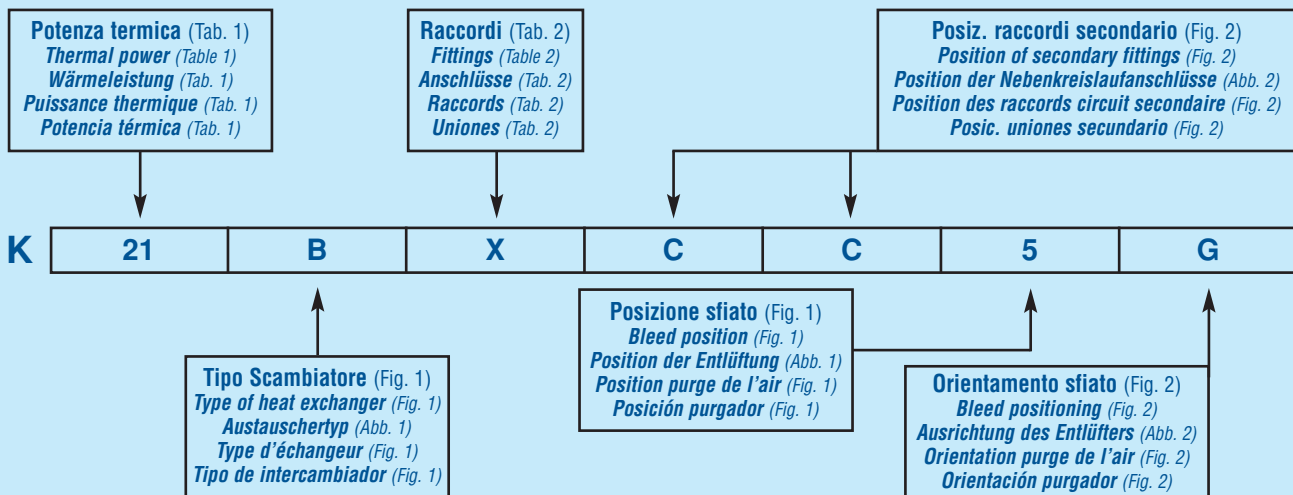 Potenza termica (Tab. 1)
Thermal power (Table 1)
Wärmeleistung (Tab. 1)
Puissance thermique (Tab. 1)
Potencia térmica (Tab. 1)
Raccordi (Tab. 2)
Fittings (Table 2)
Anschlüsse (Tab. 2)
Raccords (Tab. 2)
Uniones (Tab. 2)
Posiz. raccordi secondario (Fig. 2)
Position of secondary fittings (Fig. 2)
Position der Nebenkreislaufanschlüsse (Abb. 2)
Position des raccords circuit secondaire (Fig. 2)
Posic. uniones secundario (Fig. 2)
K 21 B X C C 5 G
Tipo Scambiatore (Fig. 1)
Type of heat exchanger (Fig. 1)
Austauschertyp (Abb. 1)
Type d’échangeur (Fig. 1)
Tipo de intercambiador (Fig. 1)
Posizione sfiato (Fig. 1)
Bleed position (Fig. 1)
Position der Entlüftung (Abb. 1)
Position purge de l’air (Fig. 1)
Posición purgador (Fig. 1)
Orientamento sfiato (Fig. 2)
Bleed positioning (Fig. 2)
Ausrichtung des Entlüfters (Abb. 2)
Orientation purge de l’air (Fig. 2)
Orientación purgador (Fig. 2)